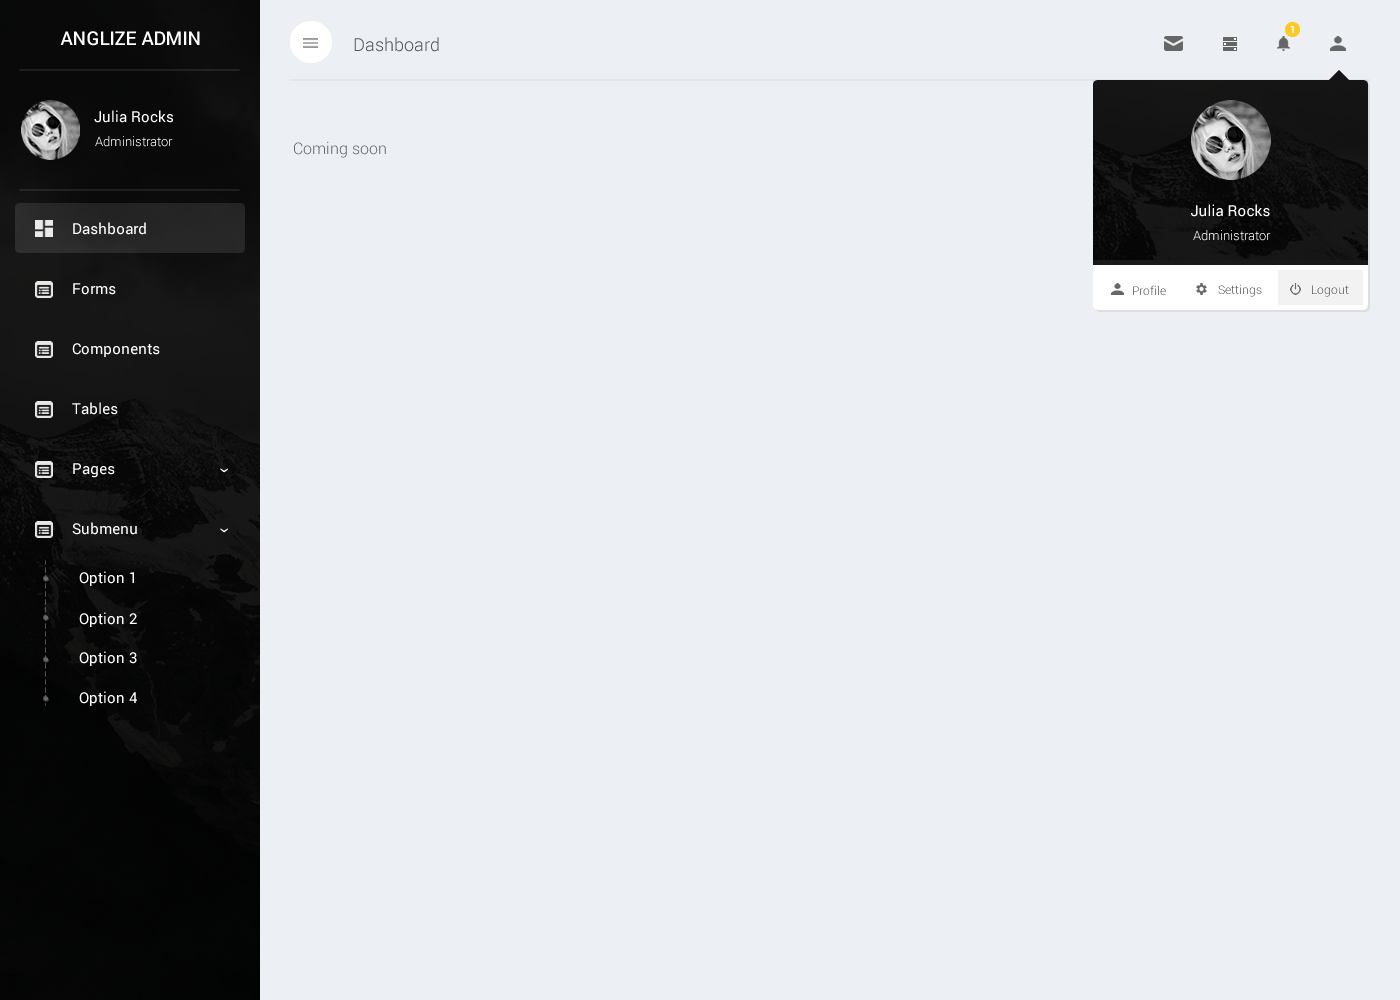 ANGLIZE ADMIN
Julia Rocks
Administrator
Dashboard
Forms
Components
Tables
Pages
Submenu
Option 1
Option 2
Option 3
Option 4
Dashboard
1
Coming soon
Julia Rocks
Administrator
Profile Settings Logout